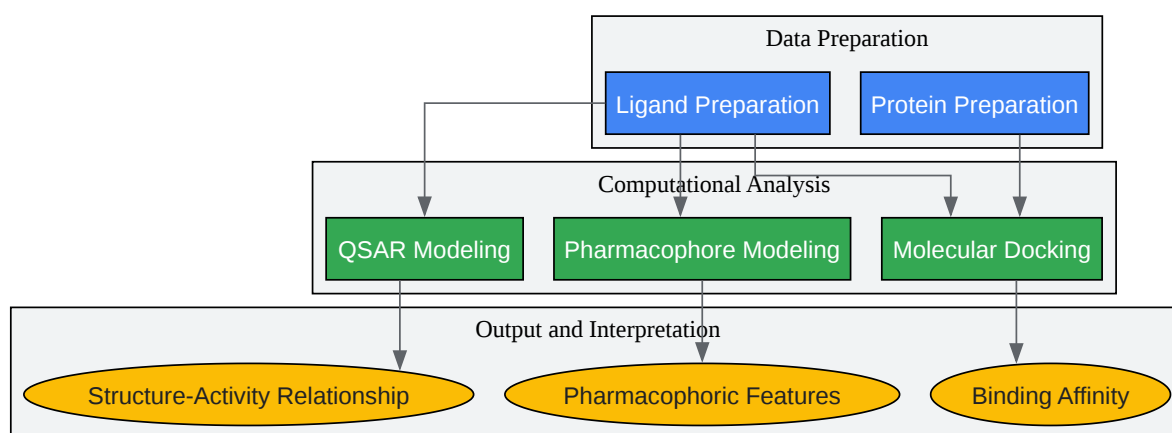 Data Preparation
Ligand Preparation
Protein Preparation
Computational Analysis
QSAR Modeling
Pharmacophore Modeling
Molecular Docking
Output and Interpretation
Structure-Activity Relationship
Pharmacophoric Features
Binding Affinity